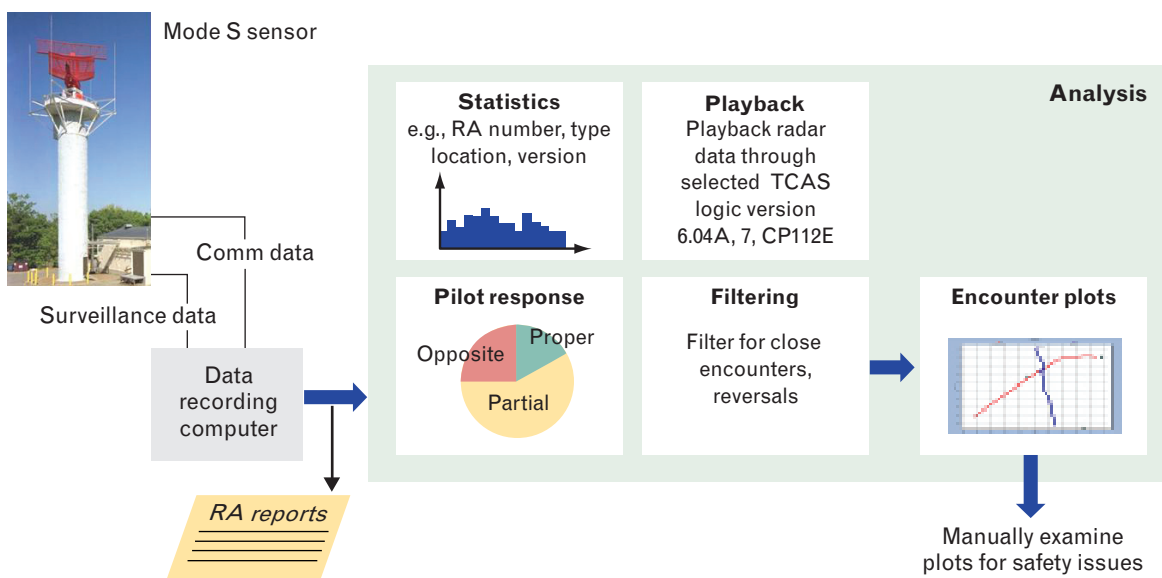 Mode S sensor
Comm data
Surveillance data
Data
recording
computer
RA reports
Analysis
Statistics
e.g., RA number, type
location, version
Playback
Playback radar
data through
selected TCAS
logic version
6.04A, 7, CP112E
Pilot response
Opposite
Proper
Partial
Filtering
Filter for close
encounters,
reversals
Encounter plots
Manually examine
plots for safety issues